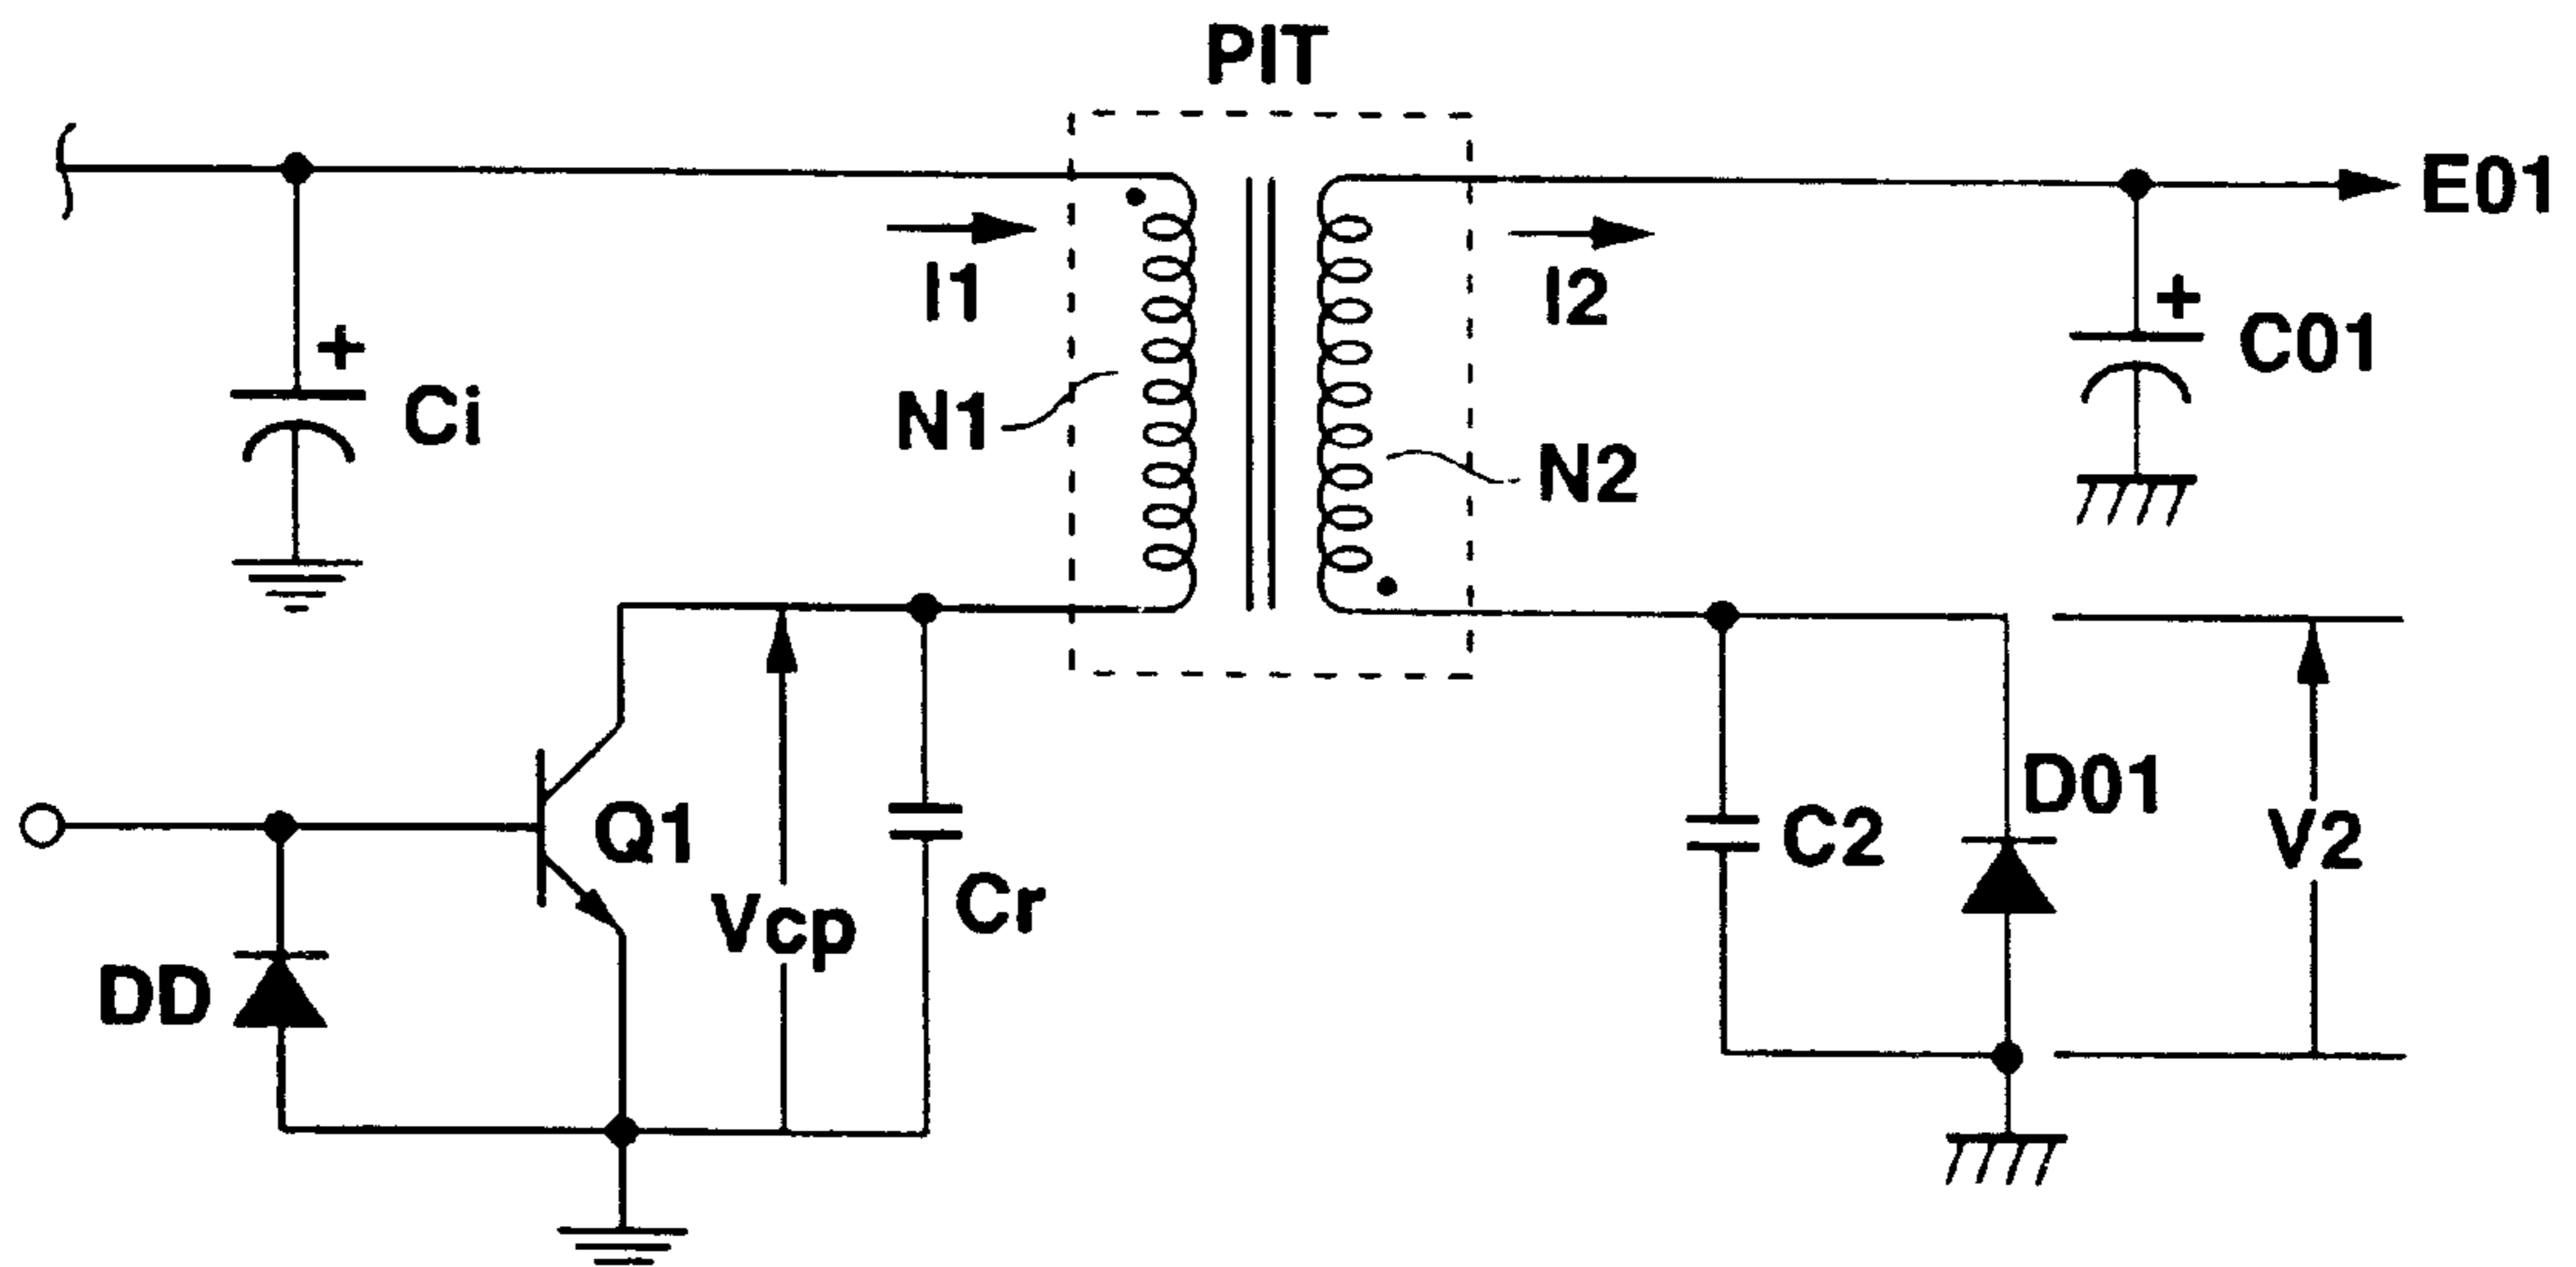 PIT
E01
I1
I2
+
C01
+
Ci
N1
N2
Q1
Vcp
Cr
D01
C2
V2
DD